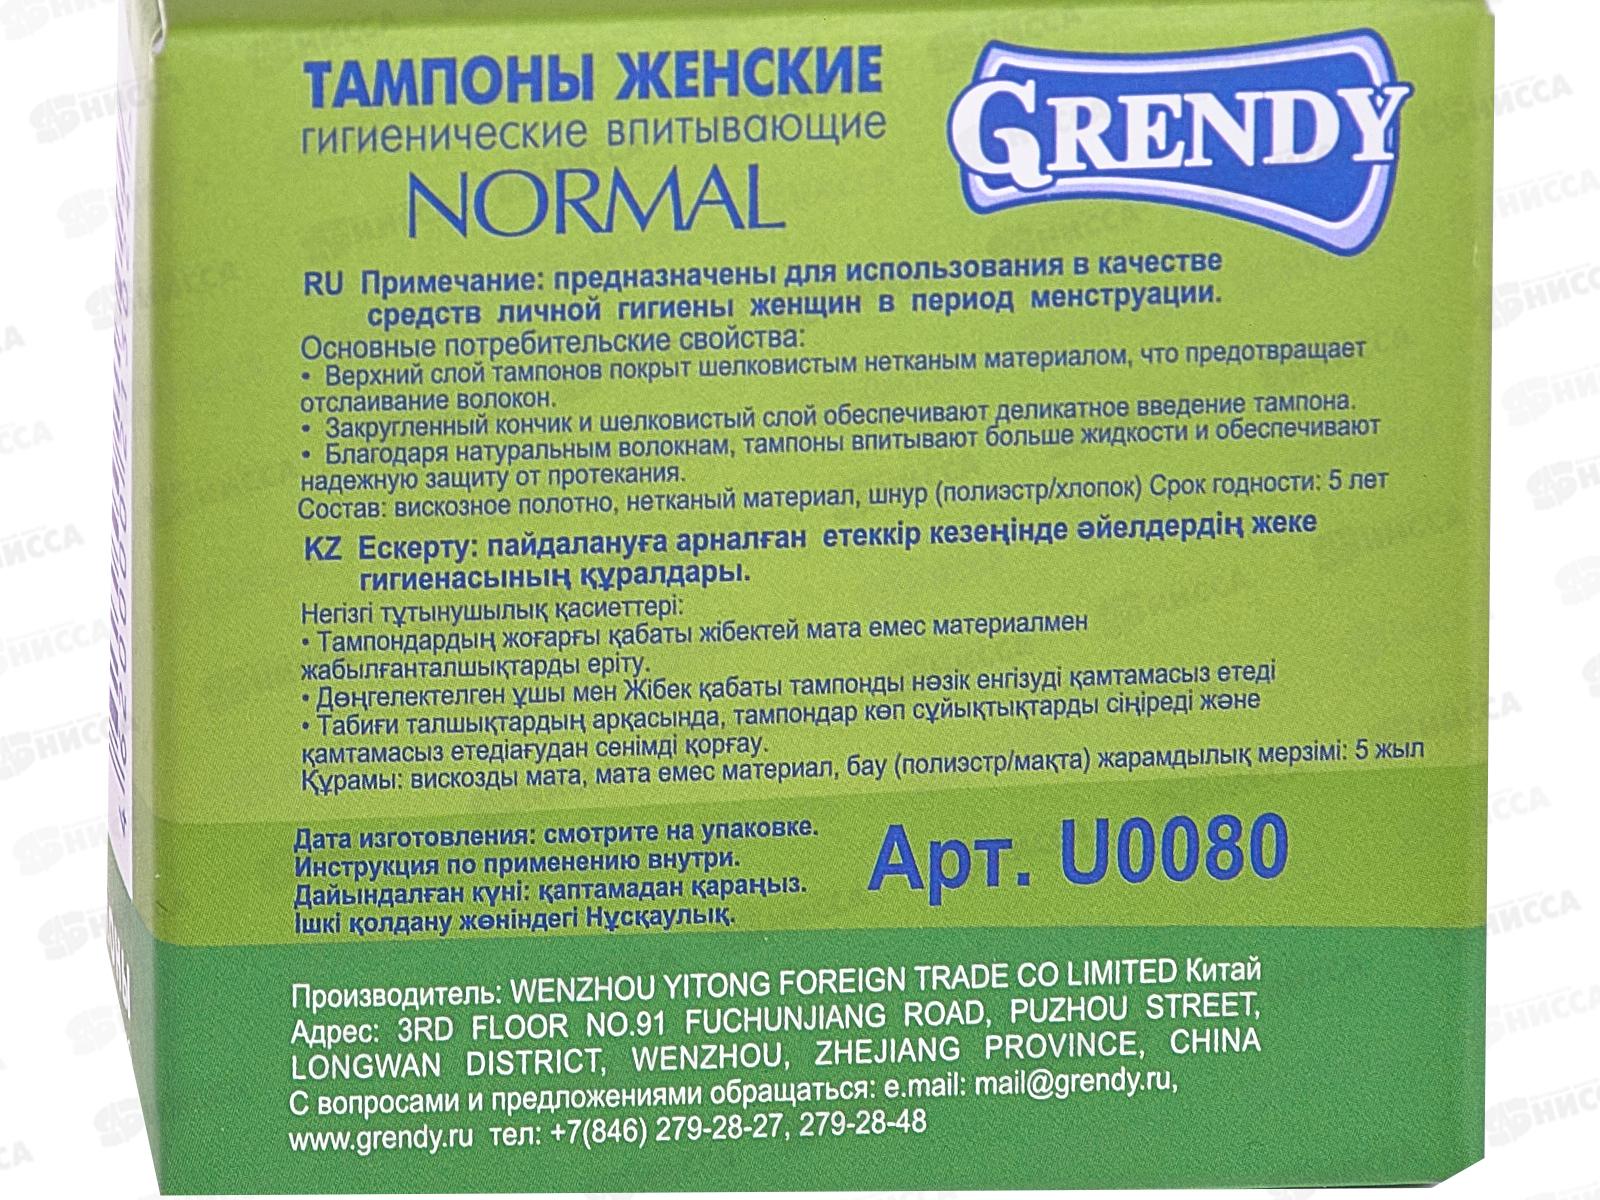 ТАМПОНЫ ЖЕНСКИЕ
гигиенические впитывающие
NORMAL
GRENDY
RU Примечание: предназначены для использования в качестве
средств личной гигиены женщин в период менструации.
Основные потребительские свойства:
• Верхний слой тампонов покрыт шелковистым нетканым материалом, что предотвращает
отслаивание волокон.
• Закругленный кончик и шелковистый слой обеспечивают деликатное введение тампона.
• Благодаря натуральным волокнам, тампоны впитывают больше жидкости и обеспечивают
надежную защиту от протекания.
Состав: вискозное полотно, нетканый материал, шнур (полиэстр/хлопок) Срок годности: 5 лет
KZ Ескерту: пайдалануға арналған етеккір кезеңінде әйелдердің жеке
гигиенасының құралдары.
Негізгі тұтынушылық қасиеттері:
• Тампондардың жоғарғы қабаты жібектей мата емес материалмен
жабылғанталшықтарды еріту.
• Дөңгелектелген ұшы мен Жібек қабаты тампонды нәзік енгізуді қамтамасыз етеді
• Табиғи талшықтардың арқасында, тампондар көп сұйықтықтарды сіңіреді және
қамтамасыз етедіағудан сенімді қорғау.
Құрамы: вискозды мата, мата емес материал, бау (полиэстр/мақта) жарамдылық мерзімі: 5 жыл
Дата изготовления: смотрите на упаковке.
Инструкция по применению внутри.
Дайындалған күні: қаптамадан қараңыз.
Ішкі қолдану жөніндегі Нұсқаулық.
Арт. U0080
Производитель: WENZHOU YITONG FOREIGN TRADE CO LIMITED Китай
Адрес: 3RD FLOOR NO.91 FUCHUNJIANG ROAD, PUZHOU STREET,
LONGWAN DISTRICT, WENZHOU, ZHEJIANG PROVINCE, CHINA
С вопросами и предложениями обращаться: e.mail: mail@grendy.ru,
www.grendy.ru тел: +7(846) 279-28-27, 279-28-48